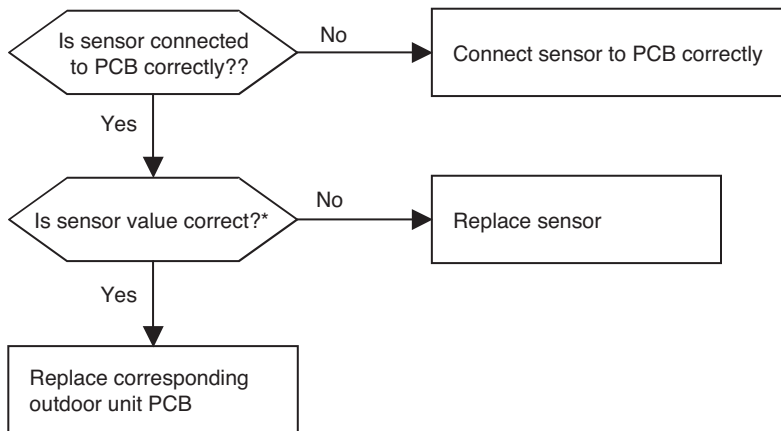 Is sensor connected
to PCB correctly??
No
Connect sensor to PCB correctly
Yes
Is sensor value correct?*
No
Replace sensor
Yes
Replace corresponding
outdoor unit PCB